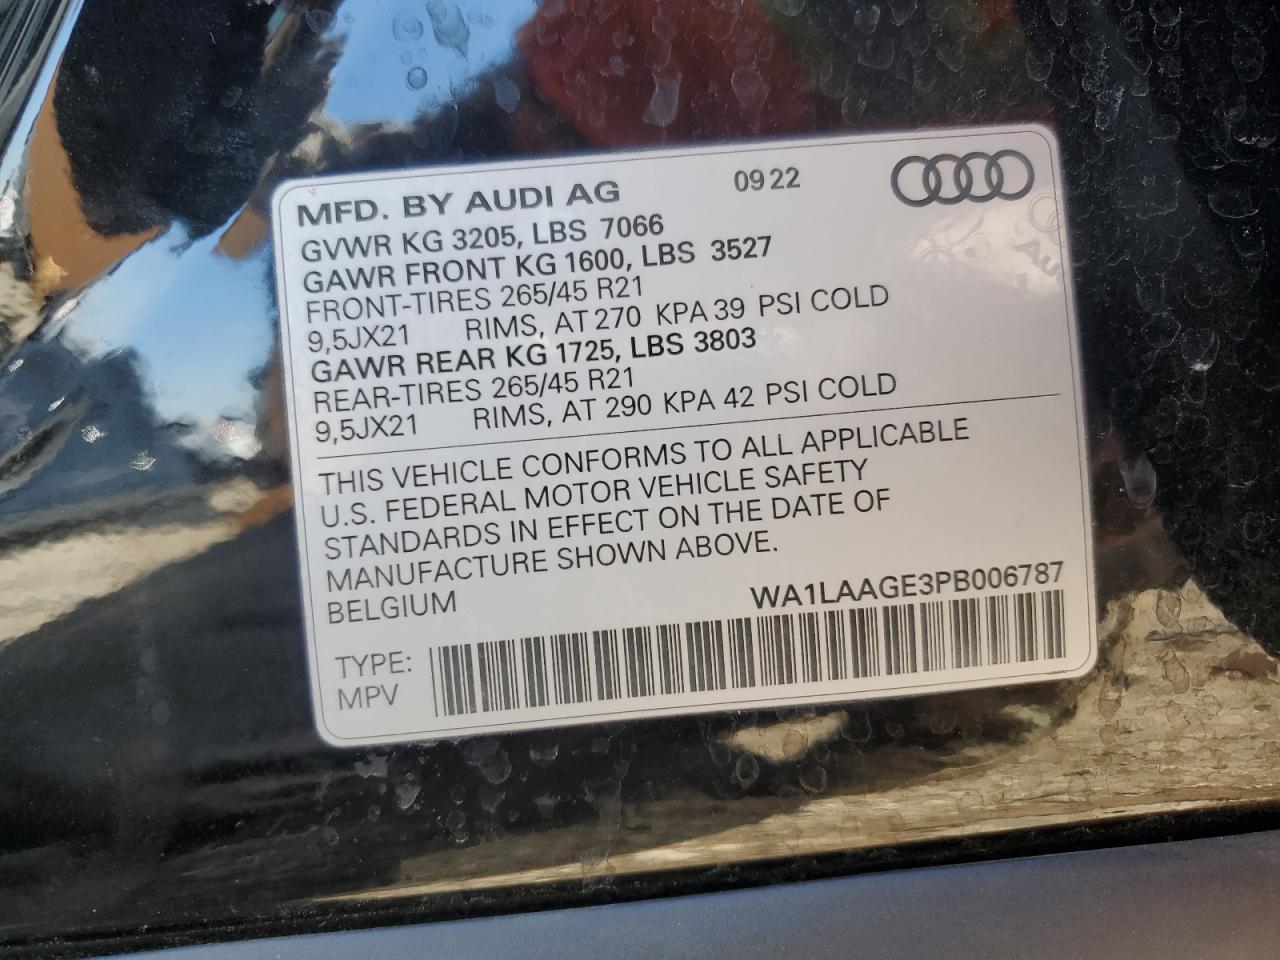 MFD. BY AUDI AG 09 22
GVWR KG 3205, LBS 7066
GAWR FRONT KG 1600, LBS 3527
FRONT-TIRES 265/45 R21
9,5JX21 RIMS, AT 270 KPA 39 PSI COLD
GAWR REAR KG 1725, LBS 3803
REAR-TIRES 265/45 R21
9,5JX21 RIMS, AT 290 KPA 42 PSI COLD
THIS VEHICLE CONFORMS TO ALL APPLICABLE
U.S. FEDERAL MOTOR VEHICLE SAFETY
STANDARDS IN EFFECT ON THE DATE OF
MANUFACTURE SHOWN ABOVE.
BELGIUM WA1LAAGE3PB006787
TYPE:
MPV